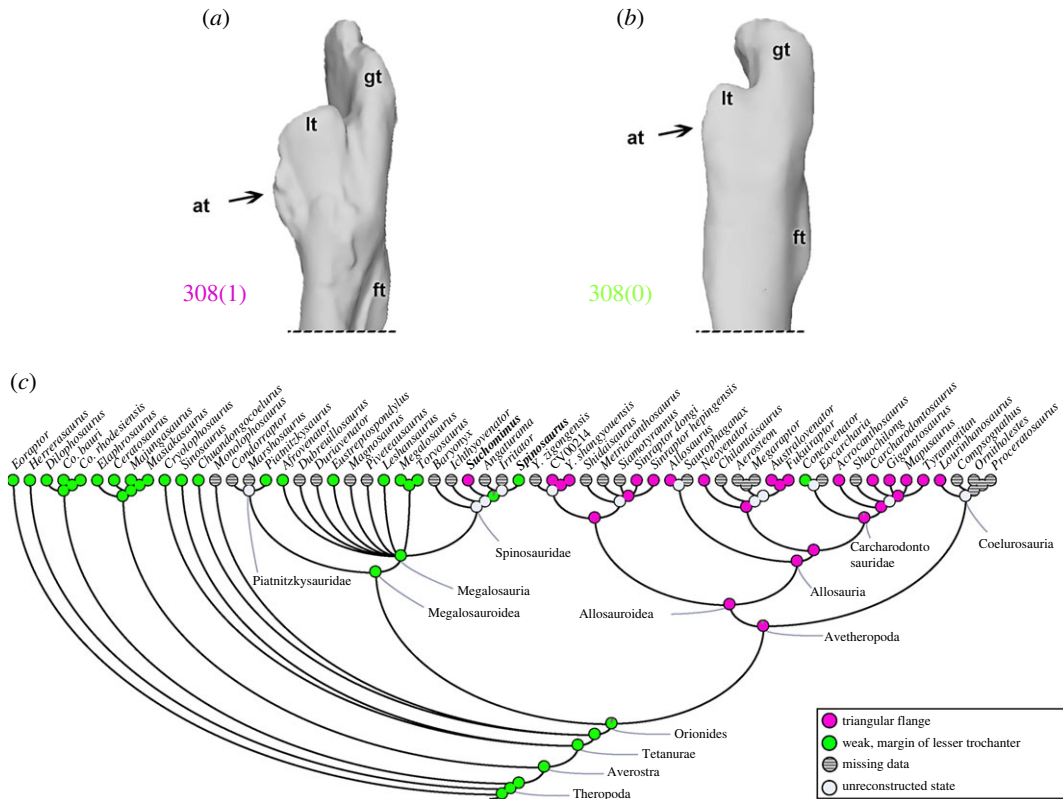 (a)
(b)
gt
lt
at
ft
308(1)
gt
lt
at
ft
308(0)
(c)
Eoraptor
Herrerasaurus
Dilophosaurus
Co. bauri
Co. rhodesiensis
Elaphrosaurus
Ceratosaurus
Majungasaurus
Masiakasaurus
Cryolophosaurus
Sinosaurus
Chuandongocoelurus
Monolophosaurus
Condorraptor
Marshosaurus
Piatnitzkysaurus
Afrovenator
Dubreuillosaurus
Duriavenator
Eustreptospondylus
Magnosaurus
Piveteausaurus
Leshansaurus
Megalosaurus
Torvosaurus
Baryonyx
Ichthyovenator
Suchomimus
Angaturama
Irritator
Spinosaurus
Y. zigongensis
CV00214
Y. shangyouensis
Shidaisaurus
Metriacanthosaurus
Siamotyrannus
Sinraptor dongi
Sinraptor hepingensis
Allosaurus
Saurophaganax
Neovenator
Chilantaisaurus
Aerosteon
Megaraptor
Australovenator
Fukuiraptor
Concavenator
Eocarcharia
Acrocanthosaurus
Shaochilong
Carcharodontosaurus
Giganotosaurus
Mapusaurus
Tyrannotitan
Lourinhanosaurus
Compsognathus
Ornitholestes
Proceratosaurus
Spinosauridae
Piatnitzkysauridae
Megalosauria
Megalosauroidea
Carcharodonto
sauridae
Coelurosauria
Allosauria
Allosauroidea
Avetheropoda
Orionides
Tetanurae
Averostra
Theropoda
triangular flange
weak, margin of lesser trochanter
missing data
unreconstructed state